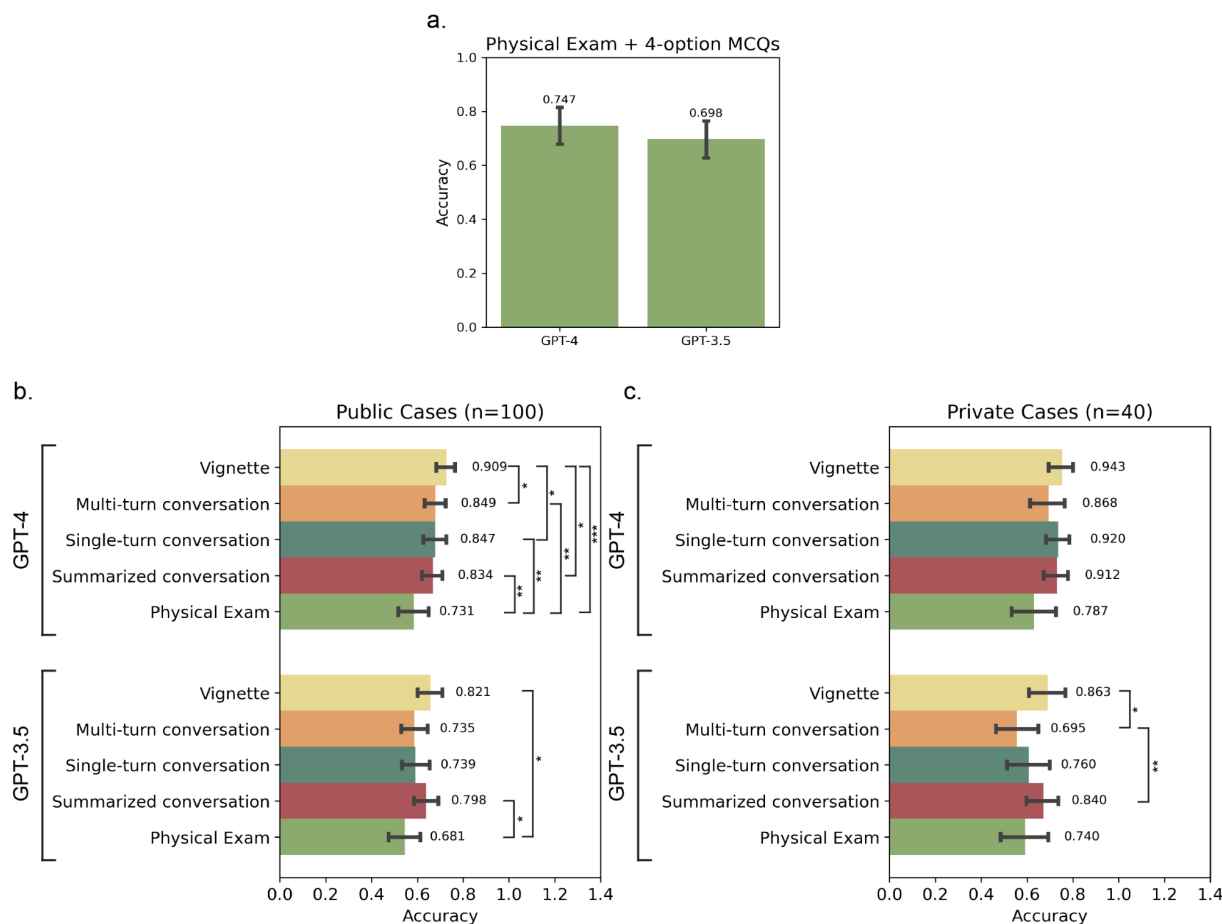 a.
Physical Exam + 4-option MCQs
1.0
0.8
0.6
0.4
0.2
0.0
Accuracy
0.747
0.698
GPT-4
GPT-3.5
b.
Public Cases (n=100)
GPT-4
Vignette
0.909
Multi-turn conversation
0.849
Single-turn conversation
0.847
Summarized conversation
0.834
Physical Exam
0.731
*
*
*
***
**
**
**
GPT-3.5
Vignette
0.821
Multi-turn conversation
0.735
Single-turn conversation
0.739
Summarized conversation
0.798
Physical Exam
0.681
*
*
0.0 0.2 0.4 0.6 0.8 1.0 1.2 1.4
Accuracy
c.
Private Cases (n=40)
GPT-4
Vignette
0.943
Multi-turn conversation
0.868
Single-turn conversation
0.920
Summarized conversation
0.912
Physical Exam
0.787
GPT-3.5
Vignette
0.863
Multi-turn conversation
0.695
Single-turn conversation
0.760
Summarized conversation
0.840
Physical Exam
0.740
*
**
0.0 0.2 0.4 0.6 0.8 1.0 1.2 1.4
Accuracy